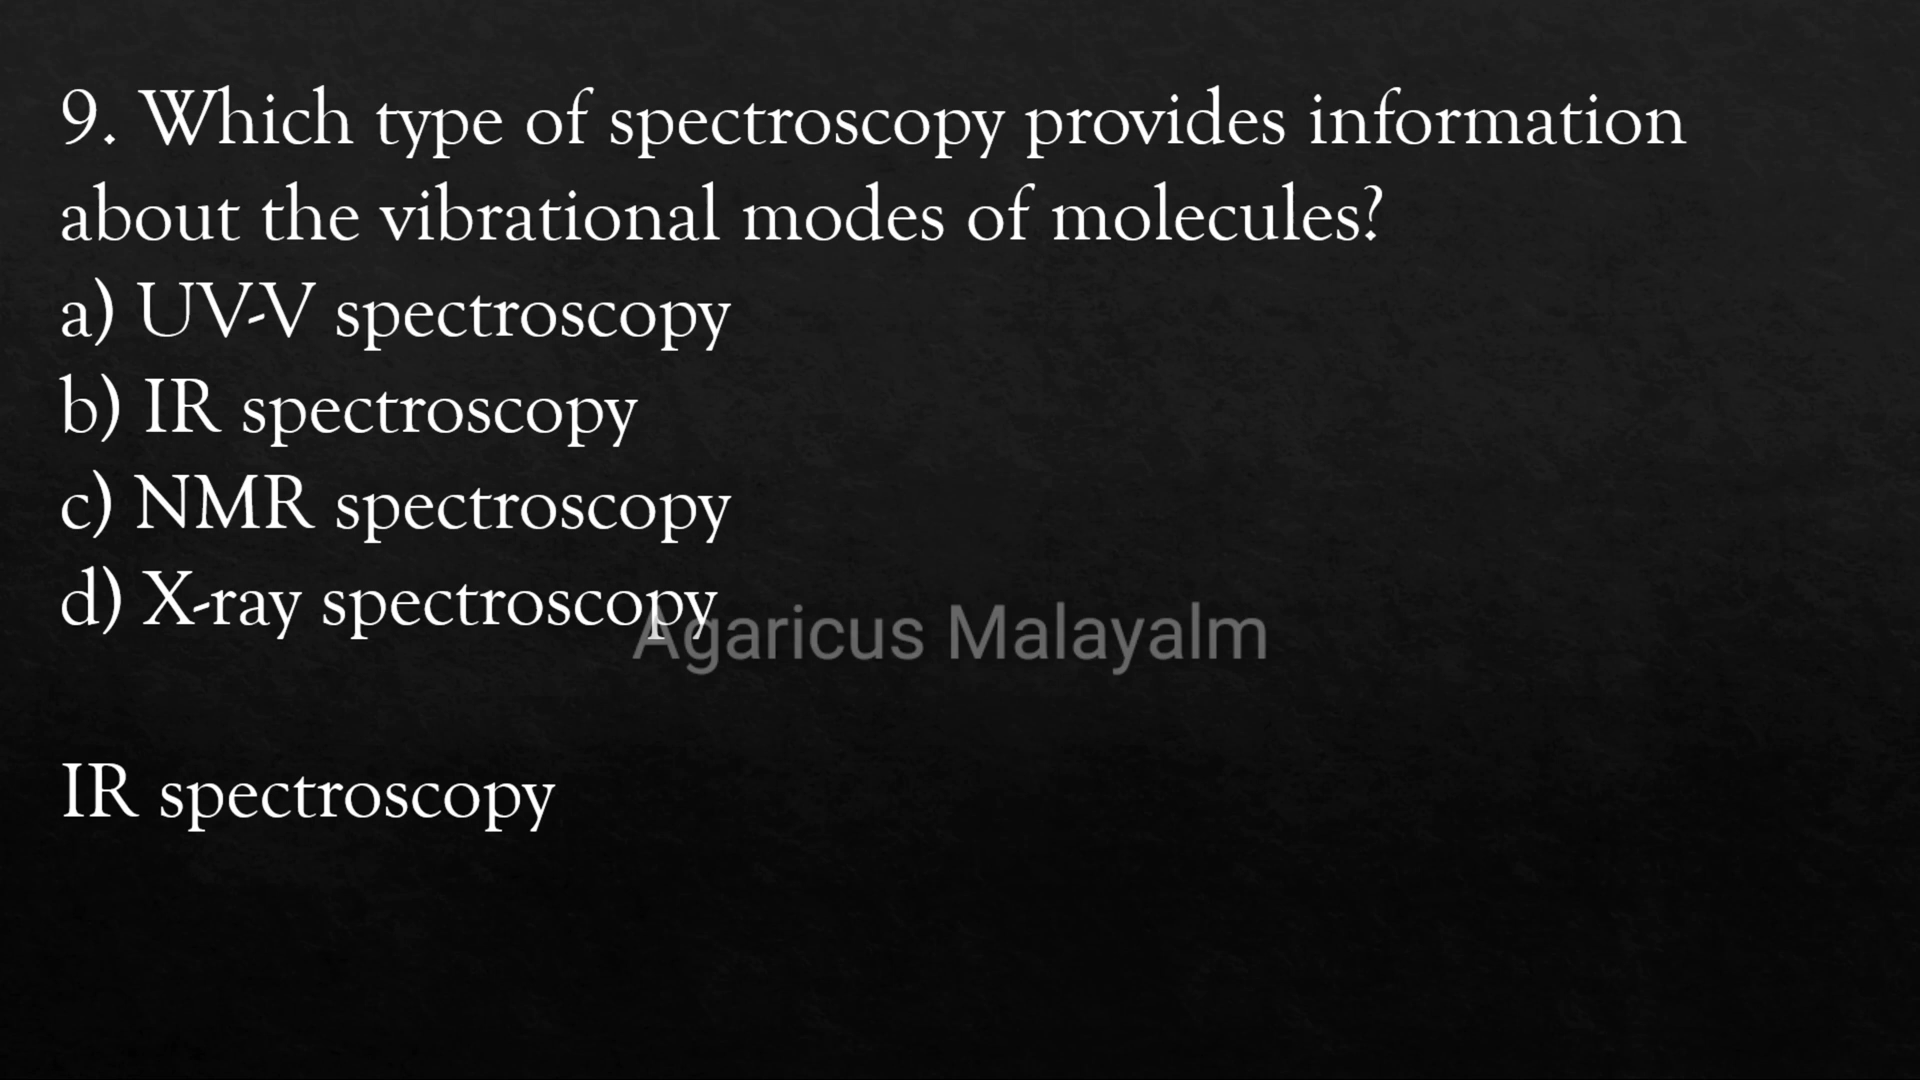 9. Which type of spectroscopy provides information
about the vibrational modes of molecules?
a) UV-V spectroscopy
b) IR spectroscopy
c) NMR spectroscopy
d) X-ray spectroscopy
Agaricus Malayalm
IR spectroscopy